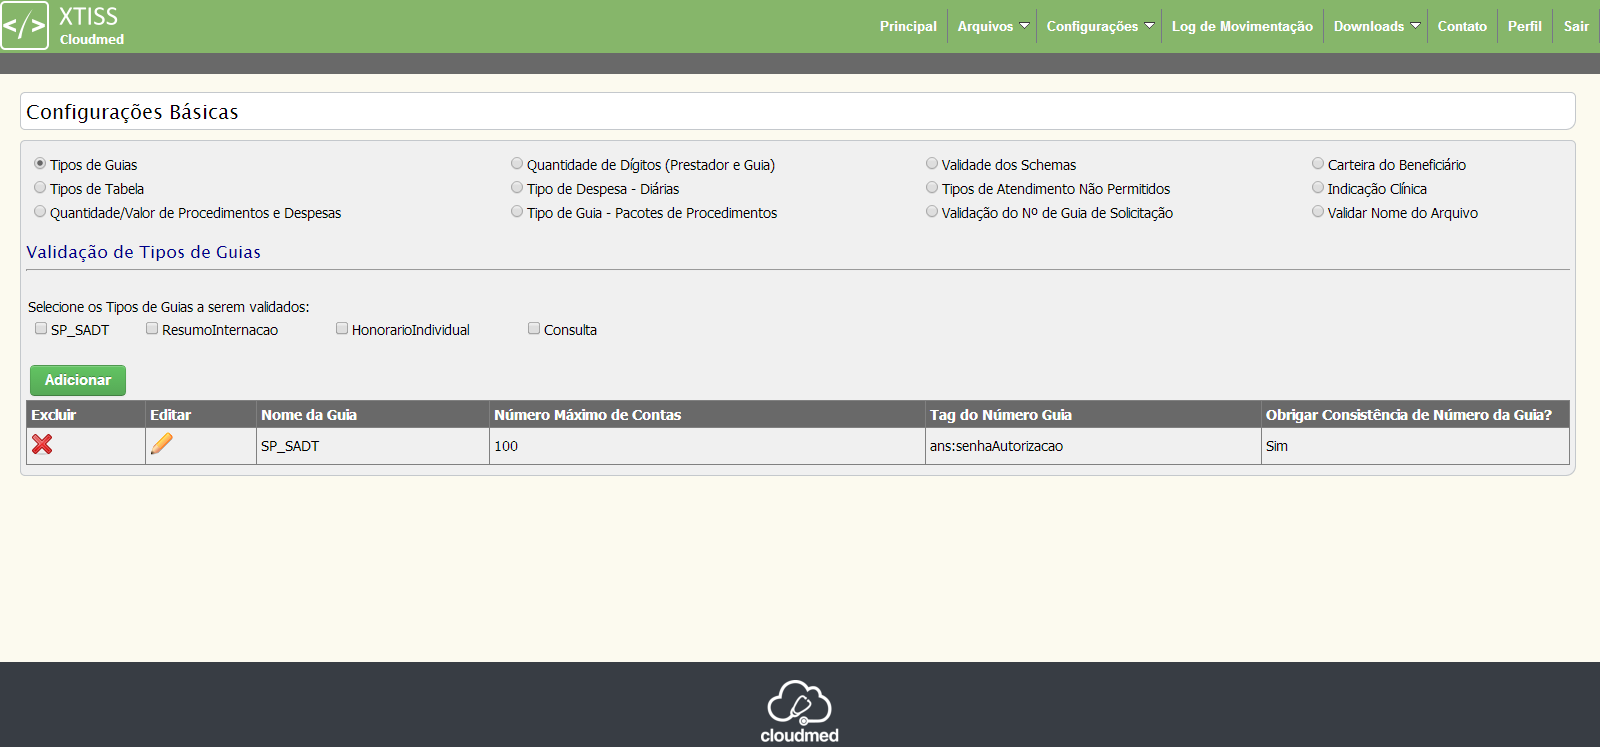 XTISS
Cloudmed
Principal Arquivos Configurações Log de Movimentação Downloads Contato Perfil Sair
Configurações Básicas
Tipos de Guias Quantidade de Dígitos (Prestador e Guia) Validade dos Schemas Carteira do Beneficiário
Tipos de Tabela Tipo de Despesa - Diárias Tipos de Atendimento Não Permitidos Indicação Clínica
Quantidade/Valor de Procedimentos e Despesas Tipo de Guia - Pacotes de Procedimentos Validação do Nº de Guia de Solicitação Validar Nome do Arquivo
Validação de Tipos de Guias
Selecione os Tipos de Guias a serem validados:
SP_SADT ResumoInternacao HonorarioIndividual Consulta
Adicionar
Excluir Editar Nome da Guia Número Máximo de Contas Tag do Número Guia Obrigar Consistência de Número da Guia?
SP_SADT 100 ans:senhaAutorizacao Sim
cloudmed